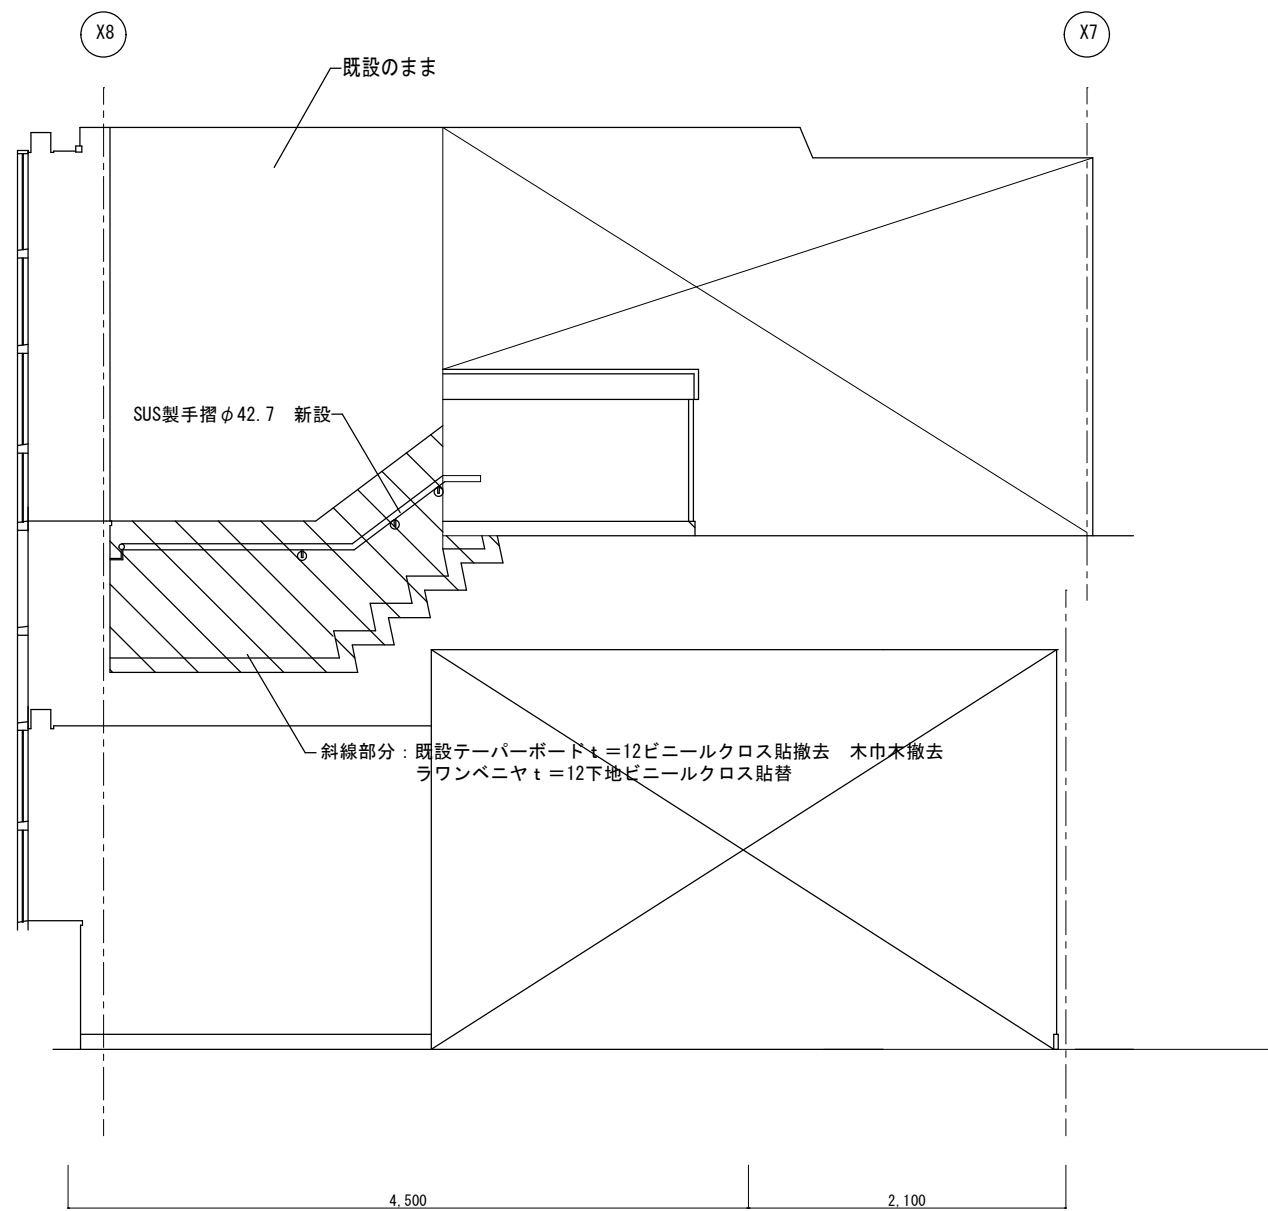 X8
X7
既設のまま
SUS製手摺φ42.7 新設
斜線部分：既設テーパーボードt＝12ビニールクロス貼撤去 木巾木撤去
ラワンベニヤt＝12下地ビニールクロス貼替
4,500
2,100